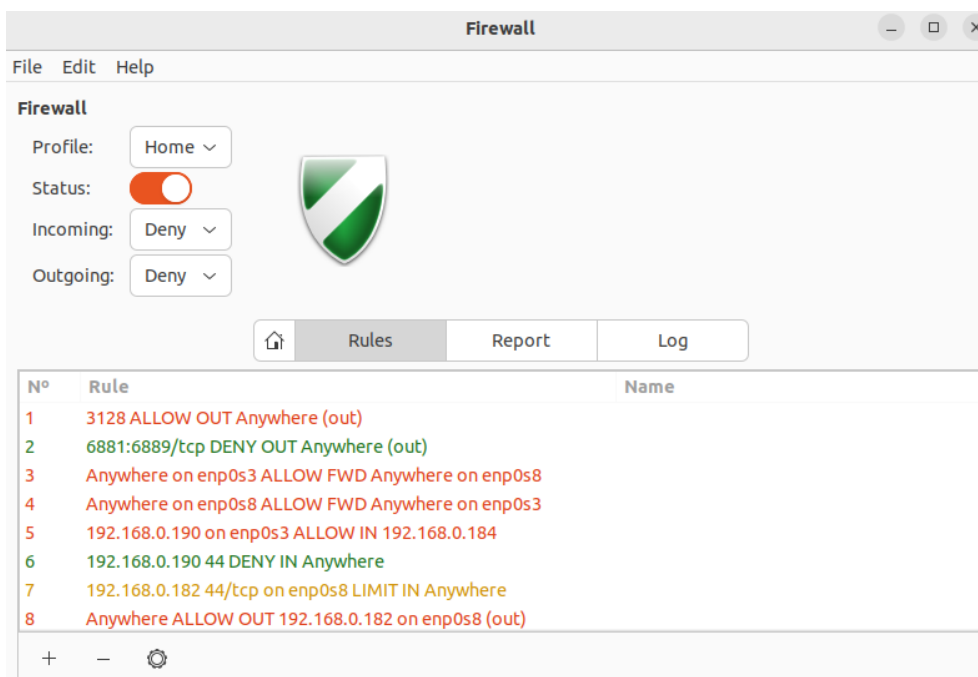 Firewall
File Edit Help
Firewall
Profile: Home
Status:
Incoming: Deny
Outgoing: Deny
Rules Report Log
Nº Rule Name
1 3128 ALLOW OUT Anywhere (out)
2 6881:6889/tcp DENY OUT Anywhere (out)
3 Anywhere on enp0s3 ALLOW FWD Anywhere on enp0s8
4 Anywhere on enp0s8 ALLOW FWD Anywhere on enp0s3
5 192.168.0.190 on enp0s3 ALLOW IN 192.168.0.184
6 192.168.0.190 44 DENY IN Anywhere
7 192.168.0.182 44/tcp on enp0s8 LIMIT IN Anywhere
8 Anywhere ALLOW OUT 192.168.0.182 on enp0s8 (out)